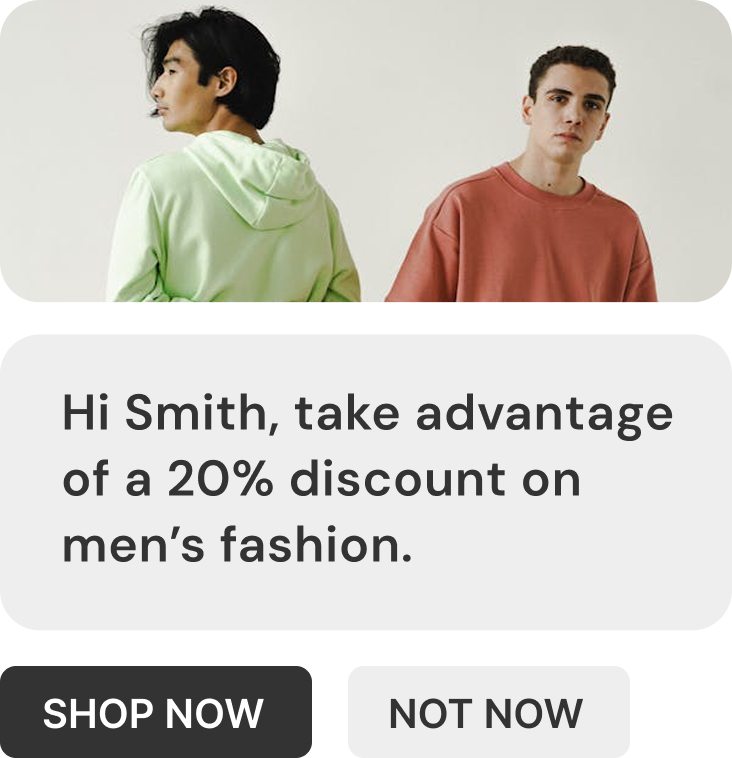 Hi Smith, take advantage
of a 20% discount on
men’s fashion.
SHOP NOW
NOT NOW